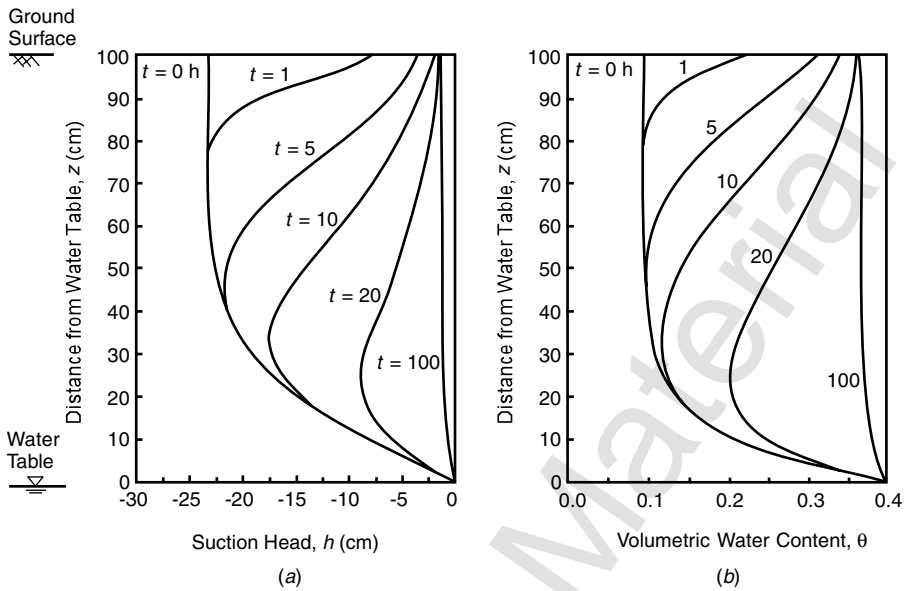 Ground
Surface
100
90
80
70
60
50
40
30
20
10
0
Distance from Water Table, z (cm)
Water
Table
t = 0 h
t = 1
t = 5
t = 10
t = 20
t = 100
-30 -25 -20 -15 -10 -5 0
Suction Head, h (cm)
(a)
100
90
80
70
60
50
40
30
20
10
0
Distance from Water Table, z (cm)
t = 0 h
1
5
10
20
100
0.0 0.1 0.2 0.3 0.4
Volumetric Water Content, θ
(b)
Material